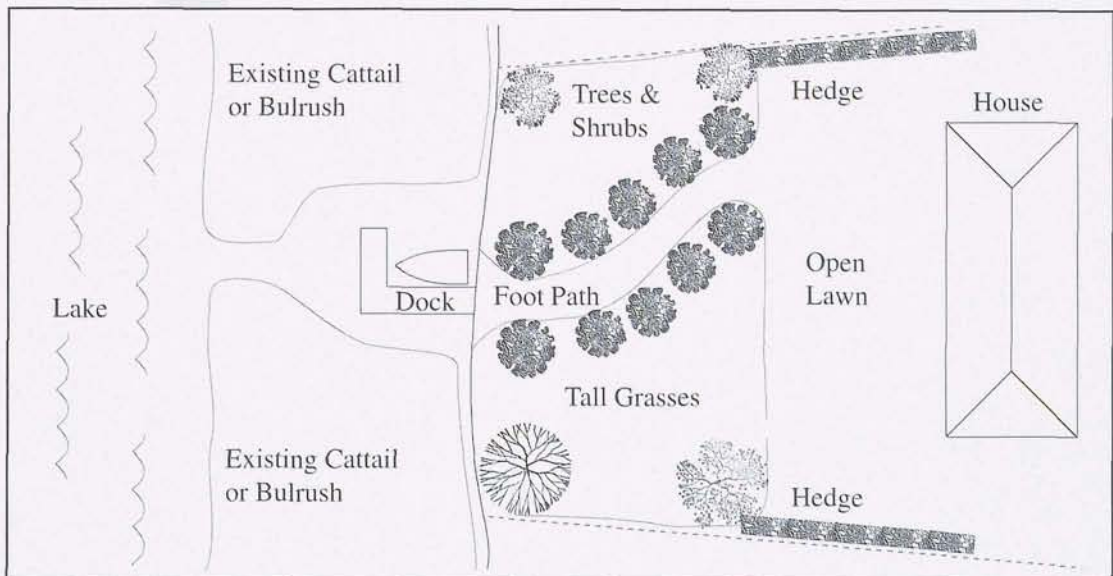 Existing Cattail
or Bulrush
Trees &
Shrubs
Hedge
House
Lake
Dock
Foot Path
Open
Lawn
Tall Grasses
Existing Cattail
or Bulrush
Hedge